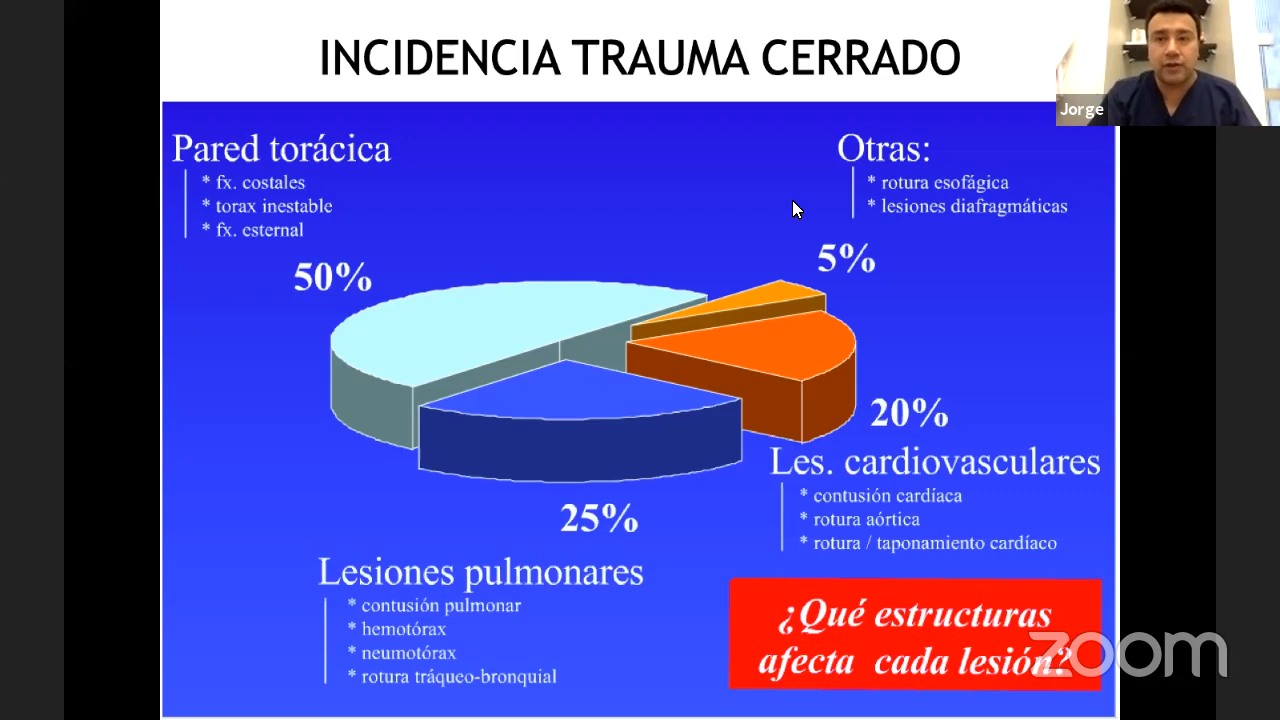 INCIDENCIA TRAUMA CERRADO
Jorge
Pared torácica
* fx. costales
* torax inestable
* fx. esternal
50%
Otras:
* rotura esofágica
* lesiones diafragmáticas
5%
20%
Les. cardiovasculares
* contusión cardíaca
* rotura aórtica
* rotura / taponamiento cardíaco
25%
Lesiones pulmonares
* contusión pulmonar
* hemotórax
* neumotórax
* rotura tráqueo-bronquial
¿Qué estructuras
afecta cada lesión?
zoom